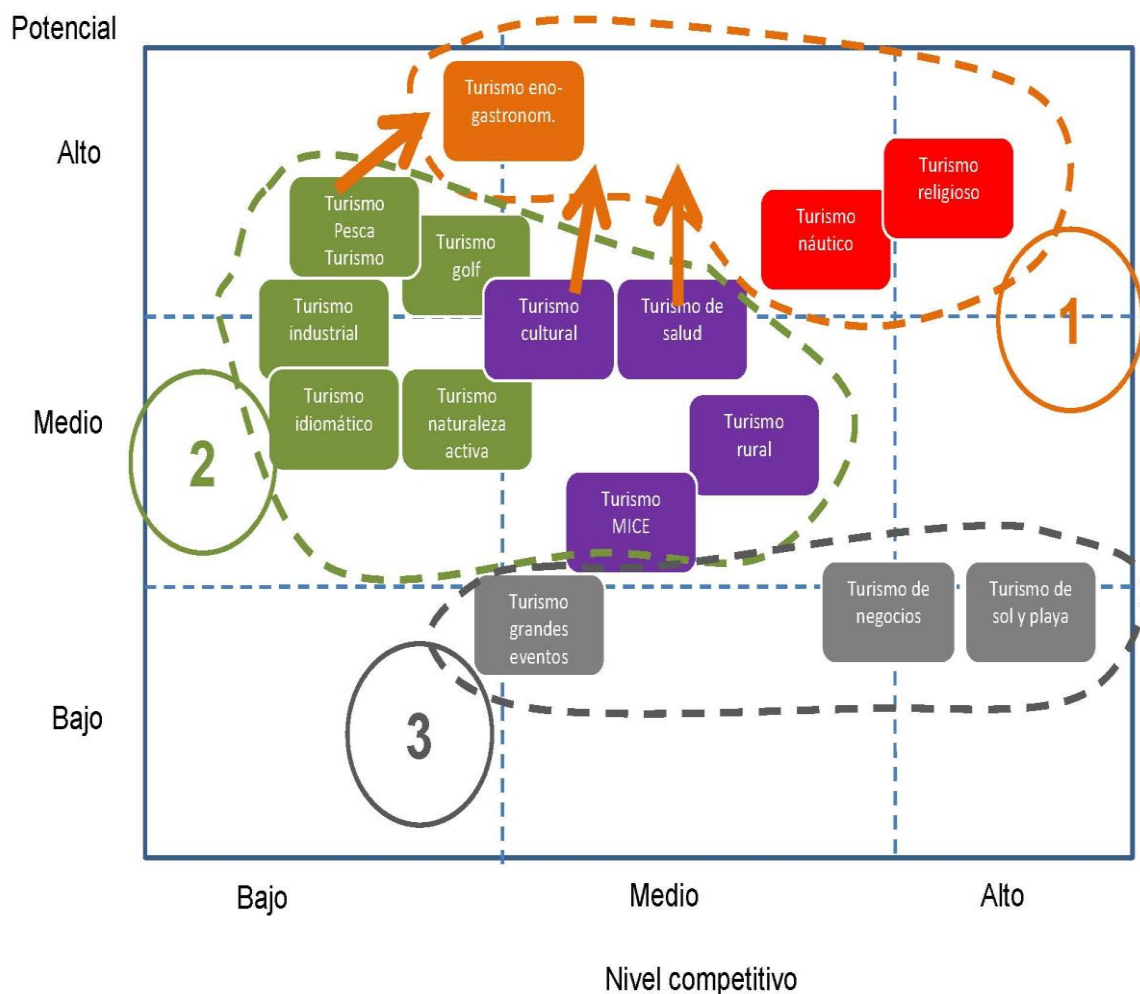 Potencial
Turismo eno-
gastronom.
Alto
Turismo
religioso
Turismo
Pesca
Turismo
Turismo
náutico
Turismo
golf
Turismo
industrial
Turismo
cultural
Turismo de
salud
1
Turismo
idiomático
Turismo
naturaleza
activa
Medio
2
Turismo
rural
Turismo
MICE
Turismo
grandes
eventos
Turismo de
negocios
Turismo de
sol y playa
Bajo
3
Bajo
Medio
Alto
Nivel competitivo